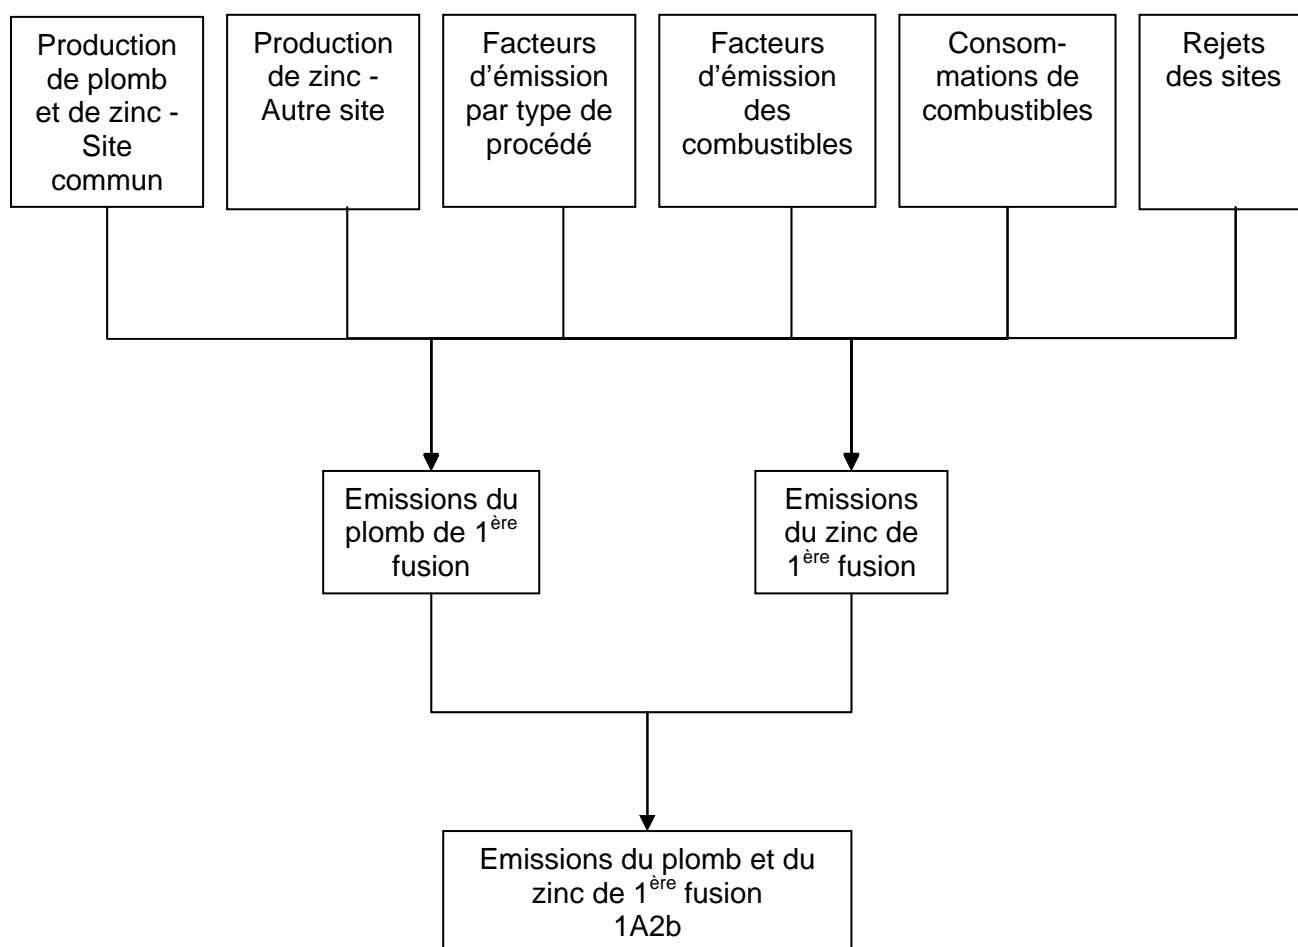 Production
de plomb
et de zinc -
Site
commun
Production
de zinc -
Autre site
Facteurs
d’émission
par type de
procédé
Facteurs
d’émission
des
combustibles
Consom-
mations de
combustibles
Rejets
des sites
Emissions du
plomb de 1ère
fusion
Emissions
du zinc de
1ère fusion
Emissions du plomb et du
zinc de 1ère fusion
1A2b